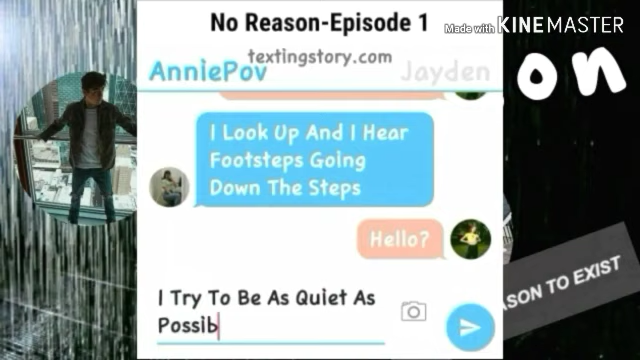 No Reason-Episode 1
Made with KINEMASTER
textingstory.com
AnniePov
Jayden
on
I Look Up And I Hear
Footsteps Going
Down The Steps
Hello?
ASON TO EXIST
I Try To Be As Quiet As
Possib